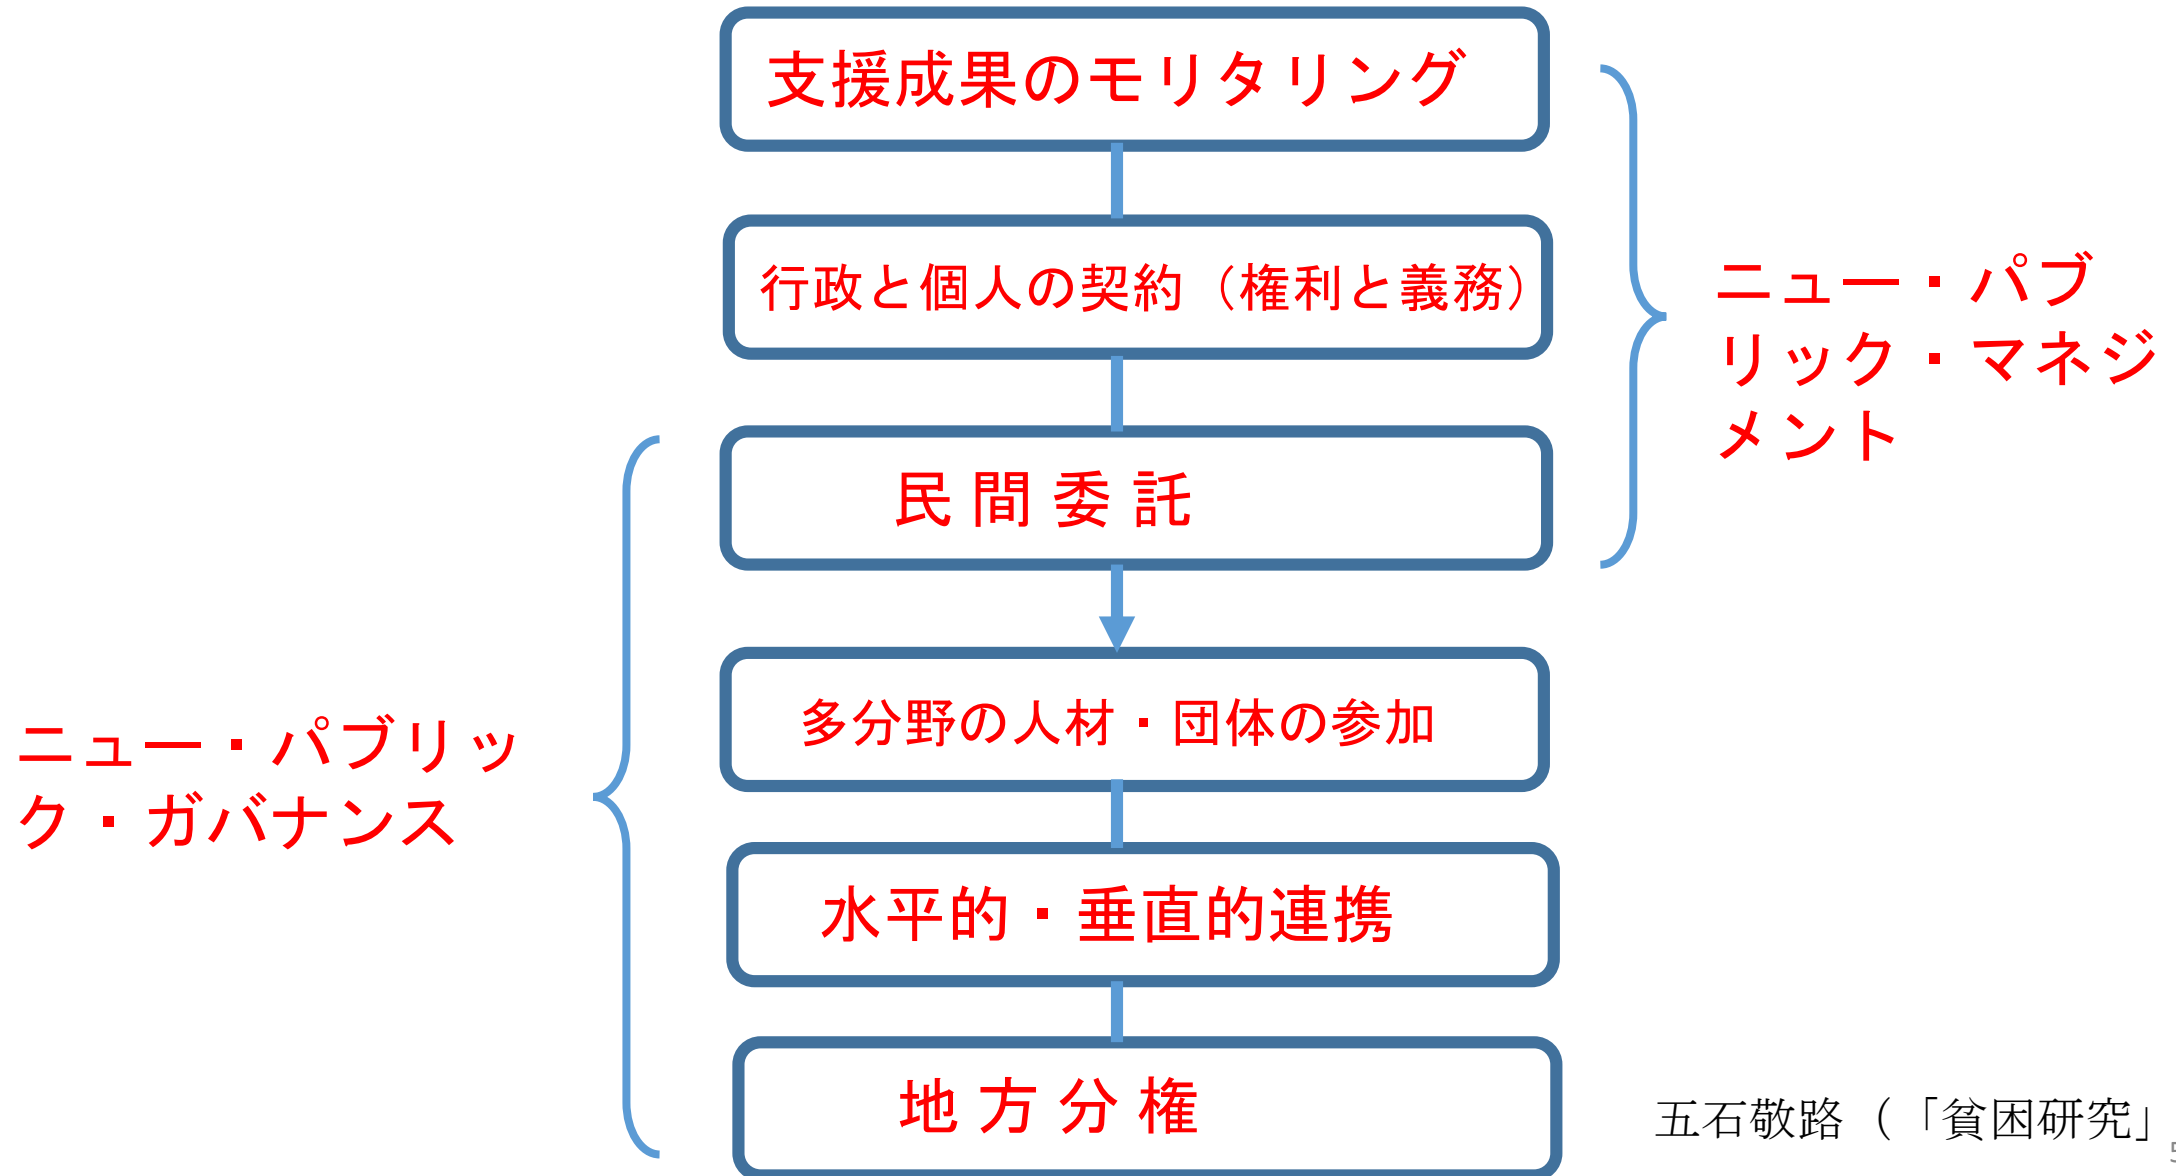 支援成果のモリタリング
行政と個人の契約（権利と義務）
ニュー・パブ
リック・マネジ
メント
民間委託
多分野の人材・団体の参加
ニュー・パブリッ
ク・ガバナンス
水平的・垂直的連携
地方分権
五石敬路（「貧困研究」